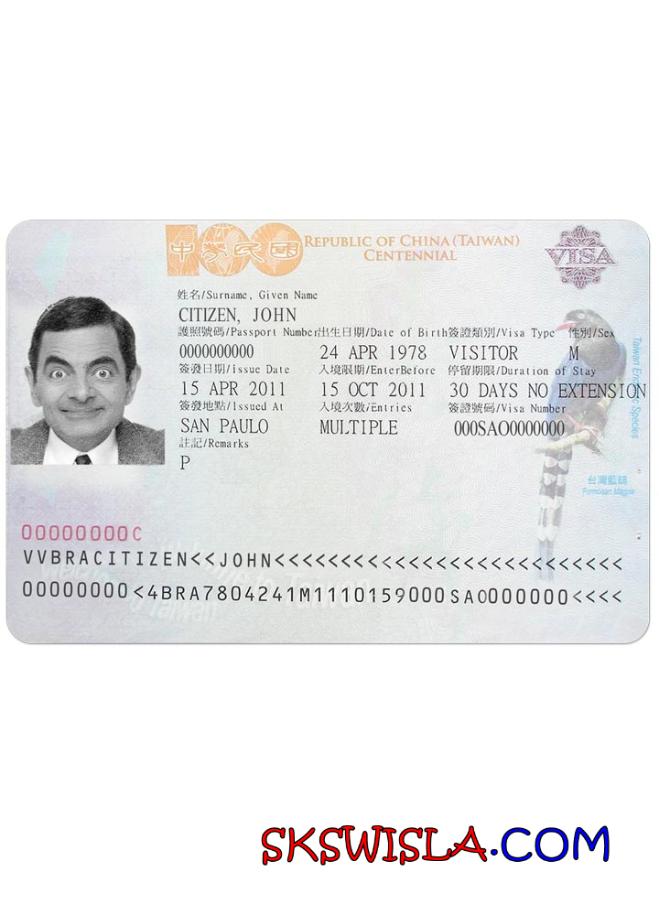 中華民國
REPUBLIC OF CHINA (TAIWAN)
CENTENNIAL
VISA
姓名/Surname, Given Name
CITIZEN, JOHN
護照號碼/Passport Number 出生日期/Date of Birth 簽證類別/Visa Type 性別/Sex
0000000000 24 APR 1978 VISITOR M
簽發日期/issue Date 入境限期/EnterBefore 停留期限/Duration of Stay
15 APR 2011 15 OCT 2011 30 DAYS NO EXTENSION
簽發地點/Issued At 入境次數/Entries 簽證號碼/Visa Number
SAN PAULO MULTIPLE 000SAO0000000
註記/Remarks
P
台灣藍鵲
Formosan Magpie
00000000C
VVBRACITIZEN<<JOHN<<<<<<<<<<<<<<<<<<<<<<<<<<
00000000<4BRA7804241M1110159000SAO000000<<<<
SKSWISLA.COM